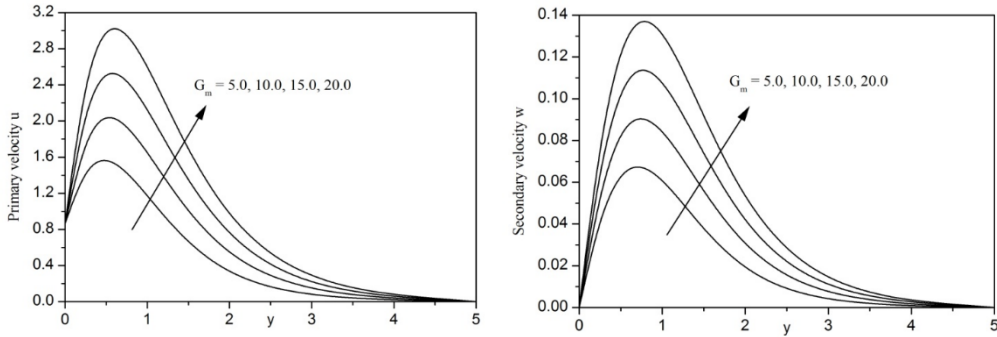 3.2
2.8
2.4
2.0
1.6
1.2
0.8
0.4
0.0
Primary velocity u
Gm = 5.0, 10.0, 15.0, 20.0
0 1 2 3 4 5
y
0.14
0.12
0.10
0.08
0.06
0.04
0.02
0.00
Secondary velocity w
Gm = 5.0, 10.0, 15.0, 20.0
0 1 2 3 4 5
y